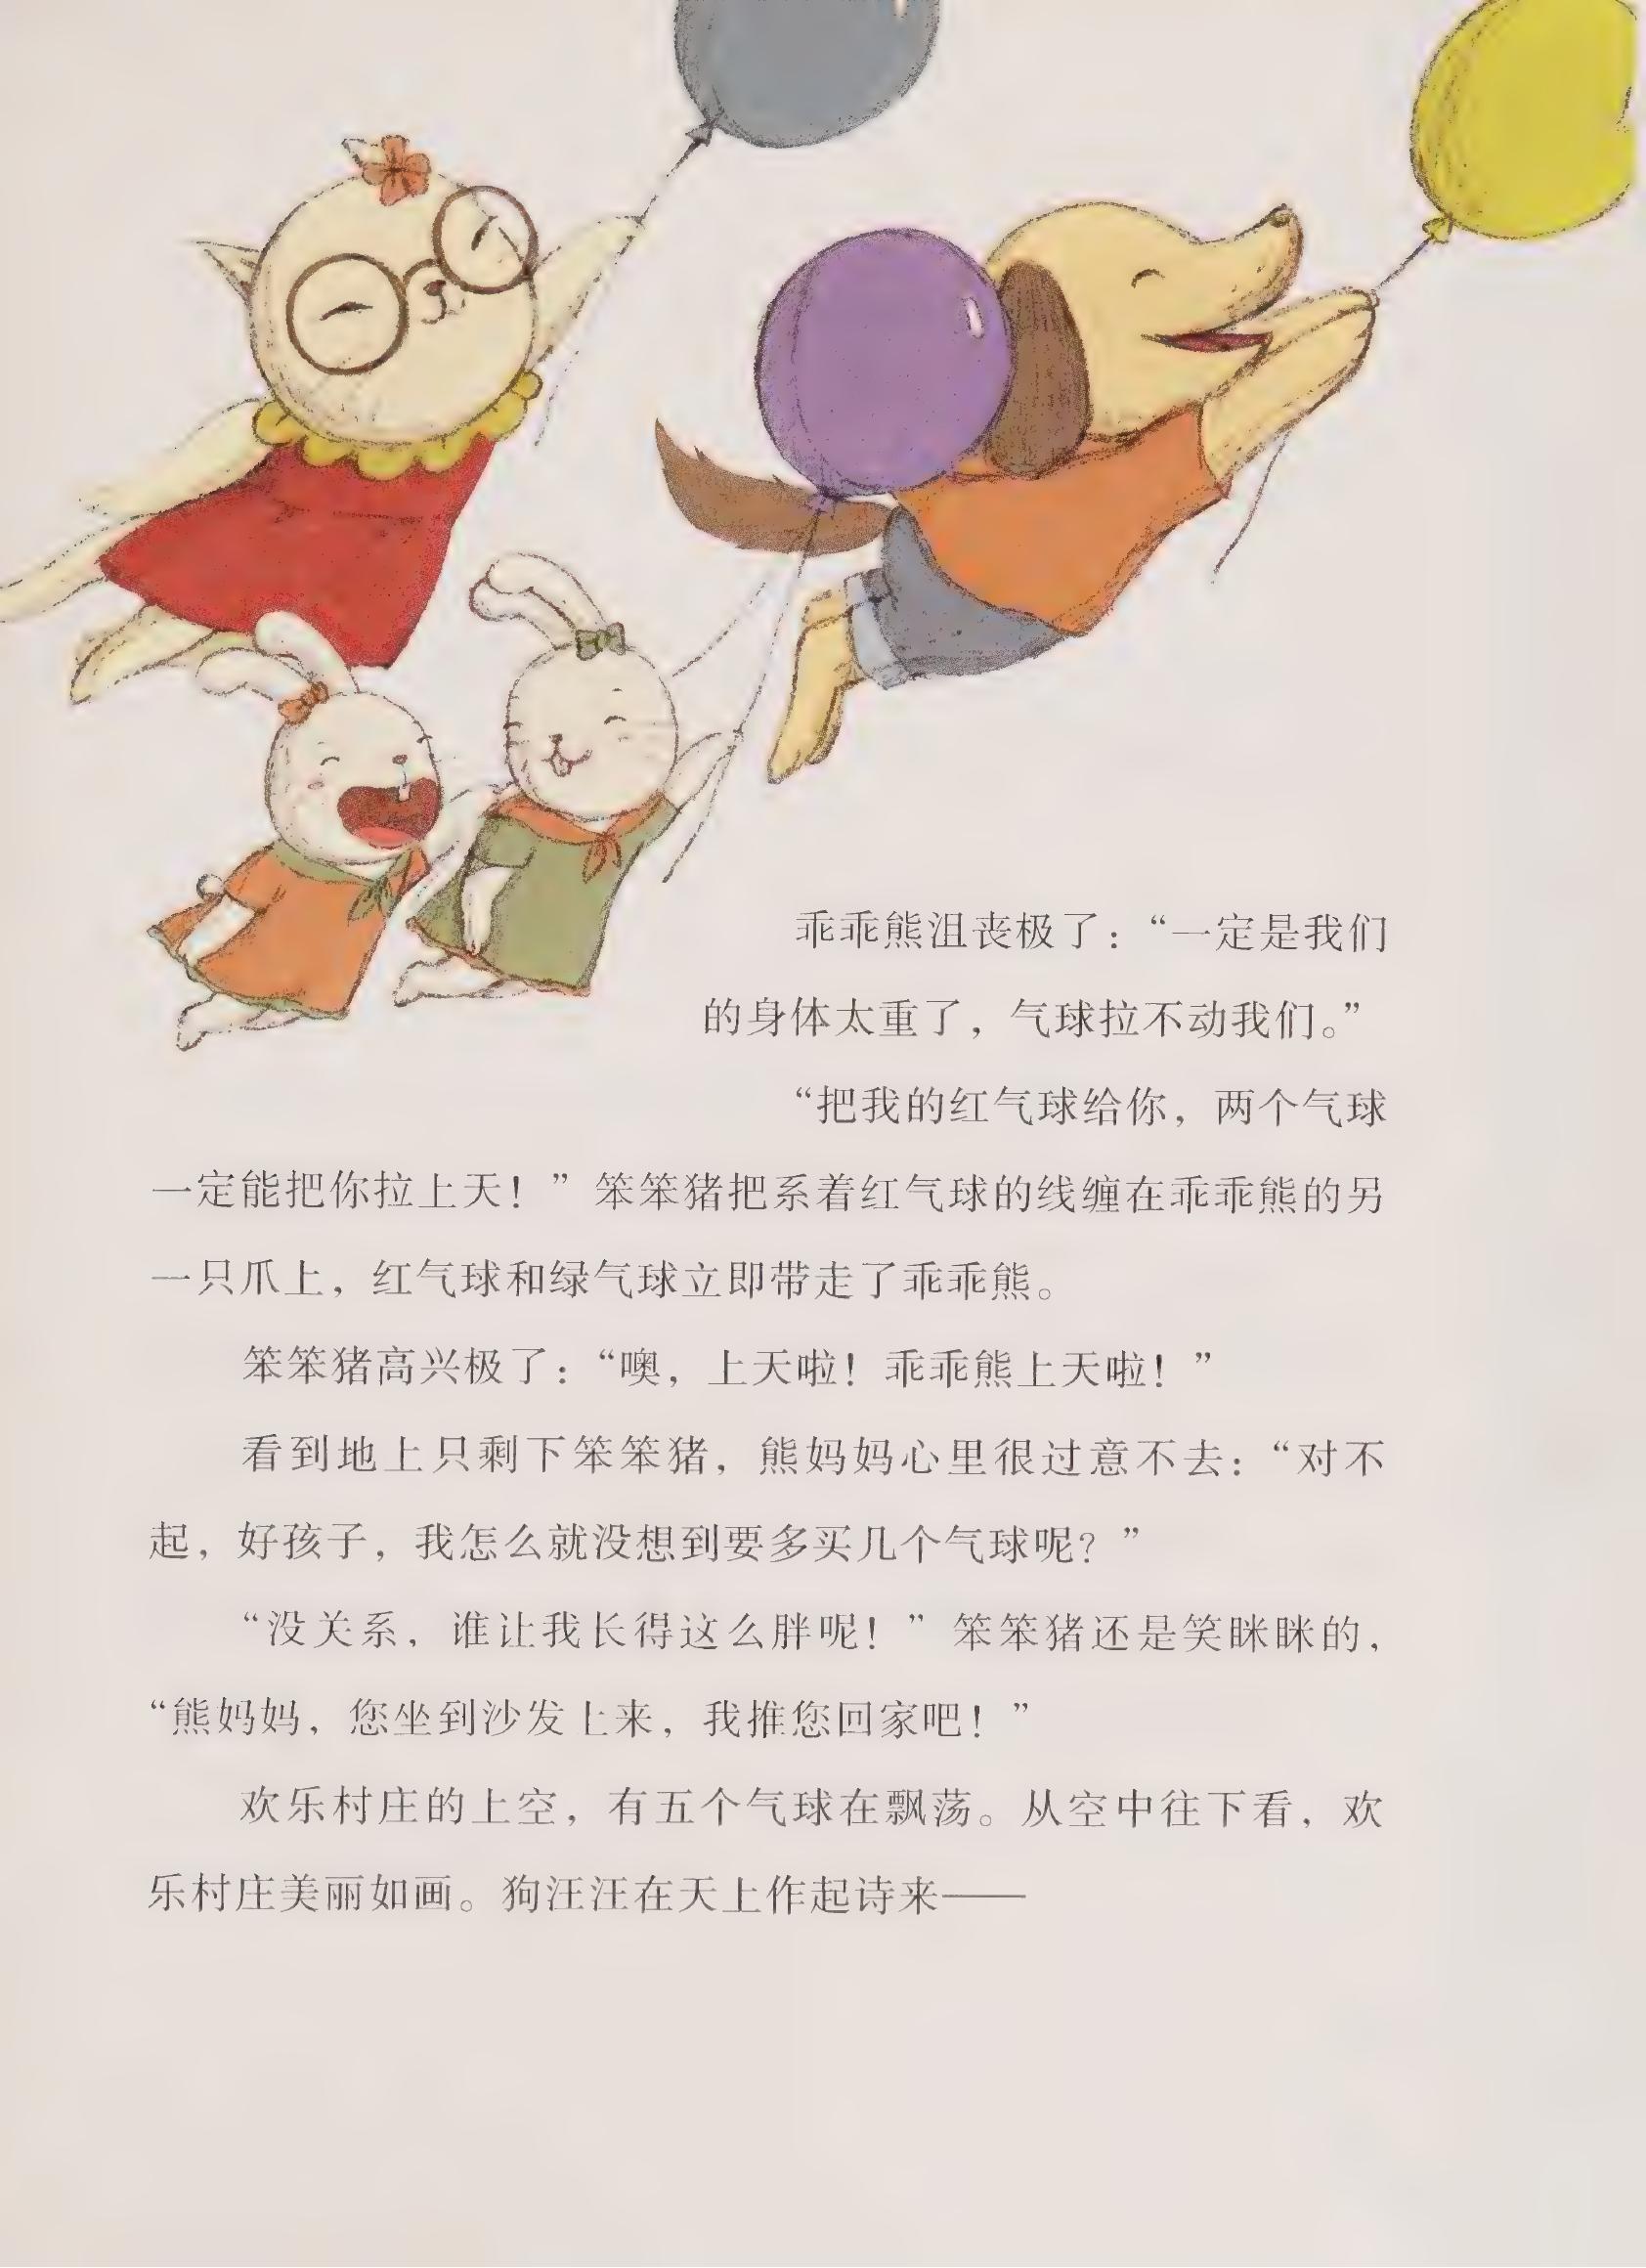 乖乖熊沮丧极了：“一定是我们
的身体太重了，气球拉不动我们。”
“把我的红气球给你，两个气球
一定能把你拉上天！”笨笨猪把系着红气球的线缠在乖乖熊的另
一只爪上，红气球和绿气球立即带走了乖乖熊。
笨笨猪高兴极了：“噢，上天啦！乖乖熊上天啦！”
看到地上只剩下笨笨猪，熊妈妈心里很过意不去：“对不
起，好孩子，我怎么就没想到要多买几个气球呢？”
“没关系，谁让我长得这么胖呢！”笨笨猪还是笑眯眯的，
“熊妈妈，您坐到沙发上来，我推您回家吧！”
欢乐村庄的上空，有五个气球在飘荡。从空中往下看，欢
乐村庄美丽如画。狗汪汪在天上作起诗来——